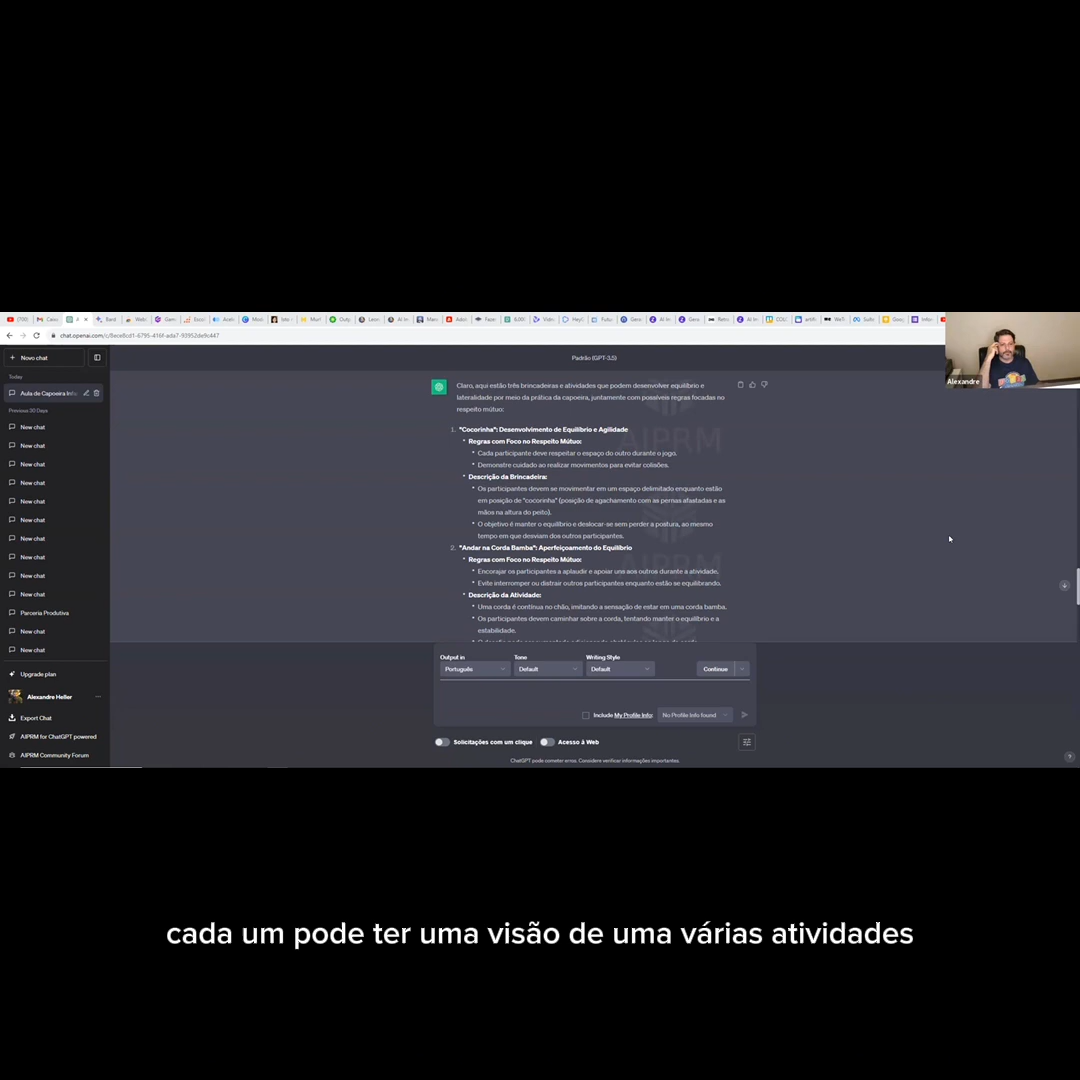 chat.openai.com/c/
Novo chat
Padrão (GPT-3.5)
Alexandre
Today
Aula de Capoeira
Previous 30 Days
New chat
New chat
New chat
New chat
New chat
New chat
New chat
New chat
New chat
New chat
Parceria Produtiva
New chat
New chat
Upgrade plan
Alexandre Heller
Export Chat
AIPRM for ChatGPT powered
AIPRM Community Forum
Claro, aqui estão três brincadeiras e atividades que podem desenvolver equilíbrio e
lateralidade por meio da prática da capoeira, juntamente com possíveis regras focadas no
respeito mútuo:
1. "Cocorinha": Desenvolvimento de Equilíbrio e Agilidade
• Regras com Foco no Respeito Mútuo:
• Cada participante deve respeitar o espaço do outro durante o jogo.
• Demonstre cuidado ao realizar movimentos para evitar colisões.
• Descrição da Brincadeira:
• Os participantes devem se movimentar em um espaço delimitado enquanto estão
em posição de "cocorinha" (posição de agachamento com as pernas afastadas e as
mãos na altura do peito).
• O objetivo é manter o equilíbrio e deslocar-se sem perder a postura, ao mesmo
tempo em que desviam dos outros participantes.
2. "Andar na Corda Bamba": Aperfeiçoamento do Equilíbrio
• Regras com Foco no Respeito Mútuo:
• Encorajar os participantes a aplaudir e apoiar uns aos outros durante a atividade.
• Evite interromper ou distrair outros participantes enquanto estão se equilibrando.
• Descrição da Atividade:
• Uma corda é contínua no chão, imitando a sensação de estar em uma corda bamba.
• Os participantes devem caminhar sobre a corda, tentando manter o equilíbrio e a
estabilidade.
AIPRM
AIPRM
Output in
Tone
Writing Style
Português
Default
Default
Continue
Include My Profile Info:
No Profile Info found
Solicitações com um clique
Acesso à Web
ChatGPT pode cometer erros. Considere verificar informações importantes.
cada um pode ter uma visão de uma várias atividades